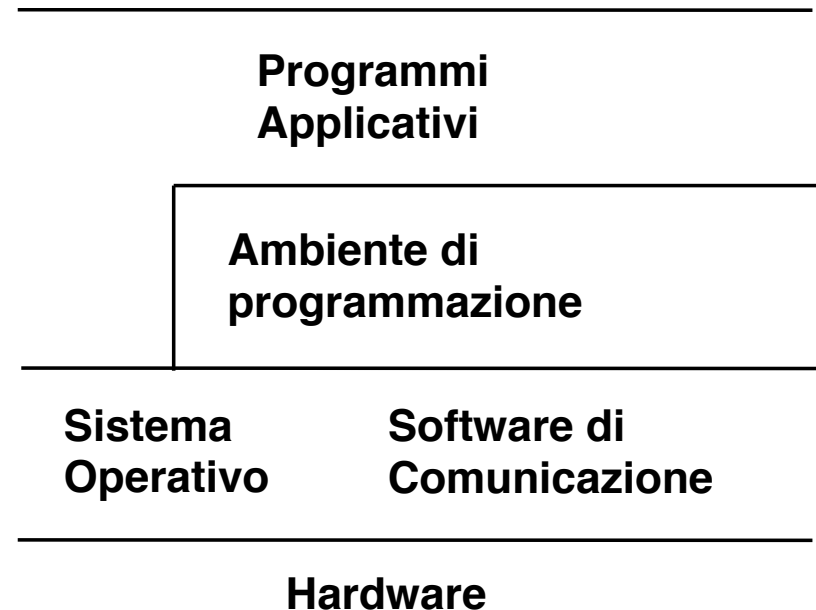 Programmi
Applicativi
Ambiente di
programmazione
Sistema
Operativo
Software di
Comunicazione
Hardware